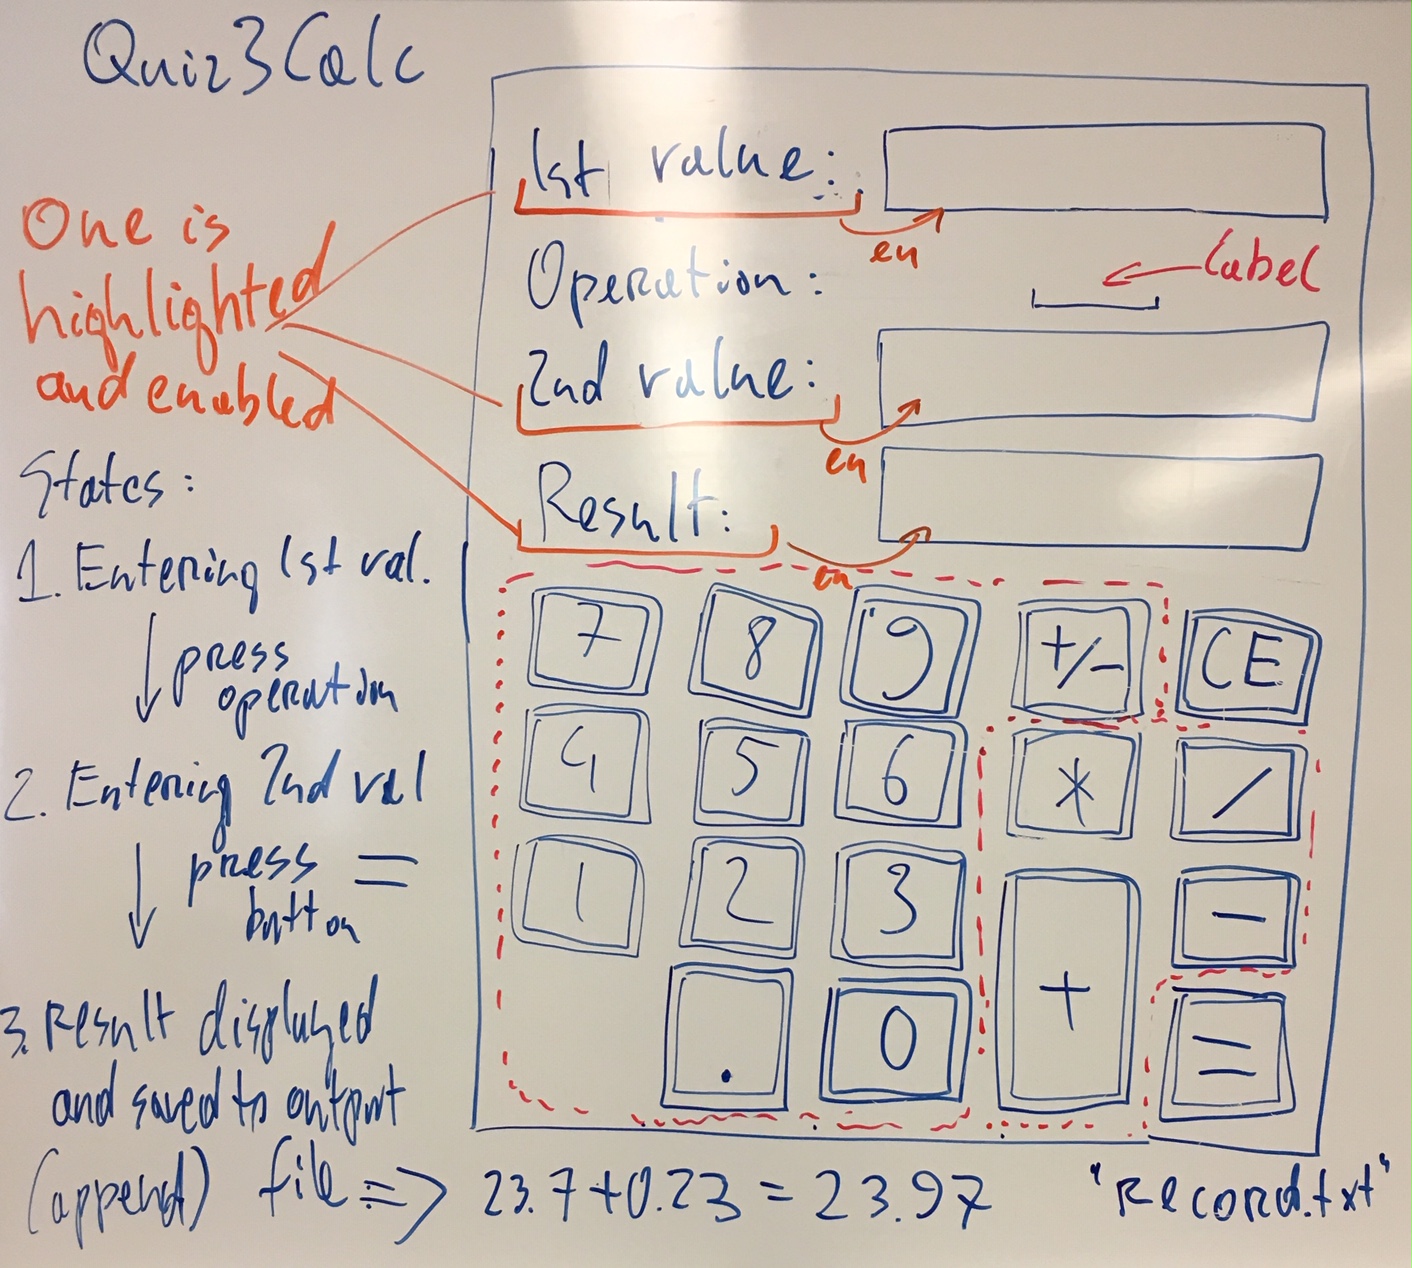 Quiz3Calc
1st value:
en
One is
highlighted
and enabled
Operation:
label
2nd value:
en
Result:
en
States:
1. Entering 1st val.
press
operation
2. Entering 2nd val
press =
button
3. Result displayed
and saved to output
(append) file => 23.7+0.23 = 23.97 "record.txt"
7 8 9 +/- CE
4 5 6 * /
1 2 3 + -
. 0 =